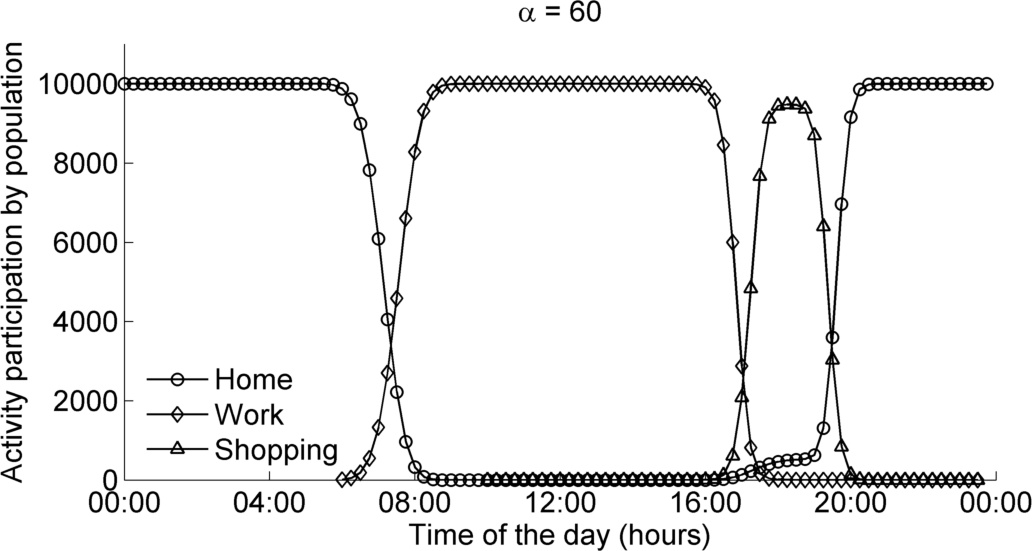 α = 60
Activity participation by population
10000
8000
6000
4000
2000
0
Home
Work
Shopping
00:00 04:00 08:00 12:00 16:00 20:00 00:00
Time of the day (hours)